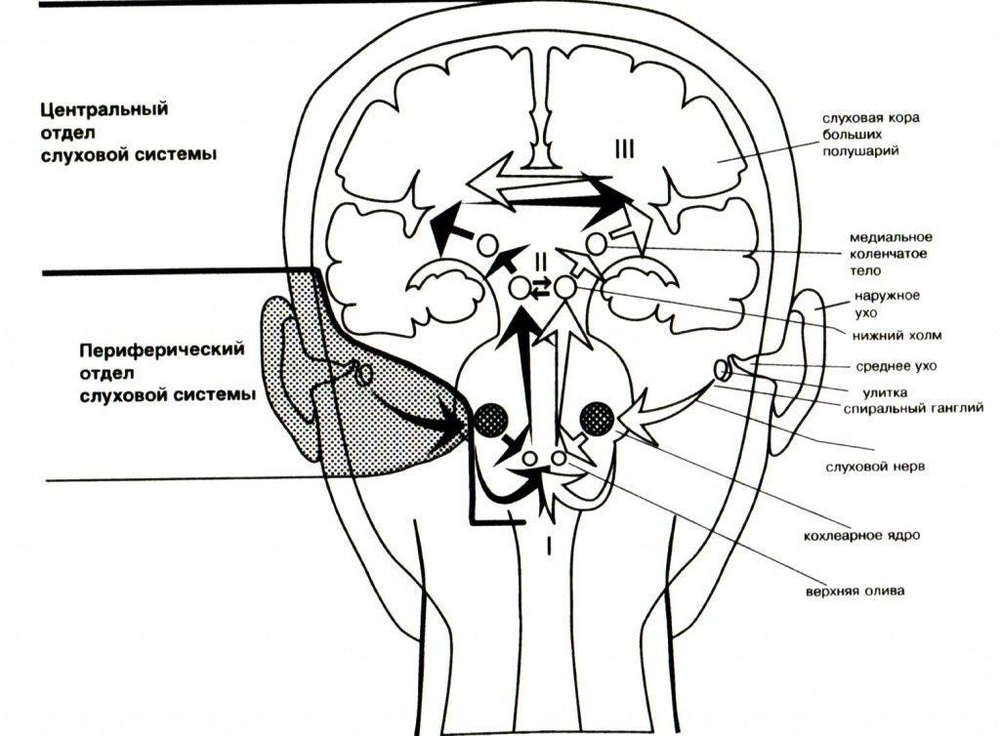 Центральный
отдел
слуховой системы
Периферический
отдел
слуховой системы
III
II
I
слуховая кора
больших
полушарий
медиальное
коленчатое
тело
наружное
ухо
нижний холм
среднее ухо
улитка
спиральный ганглий
слуховой нерв
кохлеарное ядро
верхняя олива